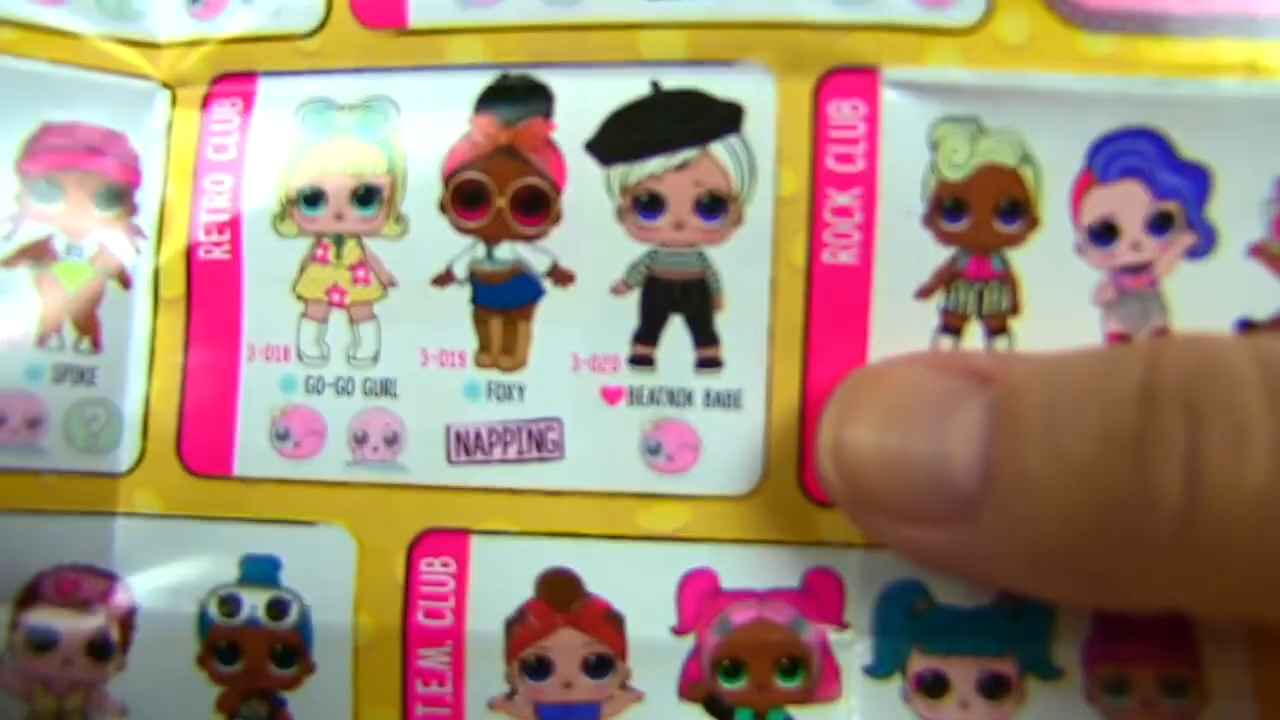 SPIKE
?
RETRO CLUB
3-018
GO-GO GURL
3-019
FOXY
3-020
BEATNIK BABE
NAPPING
ROCK CLUB
T.E.M. CLUB